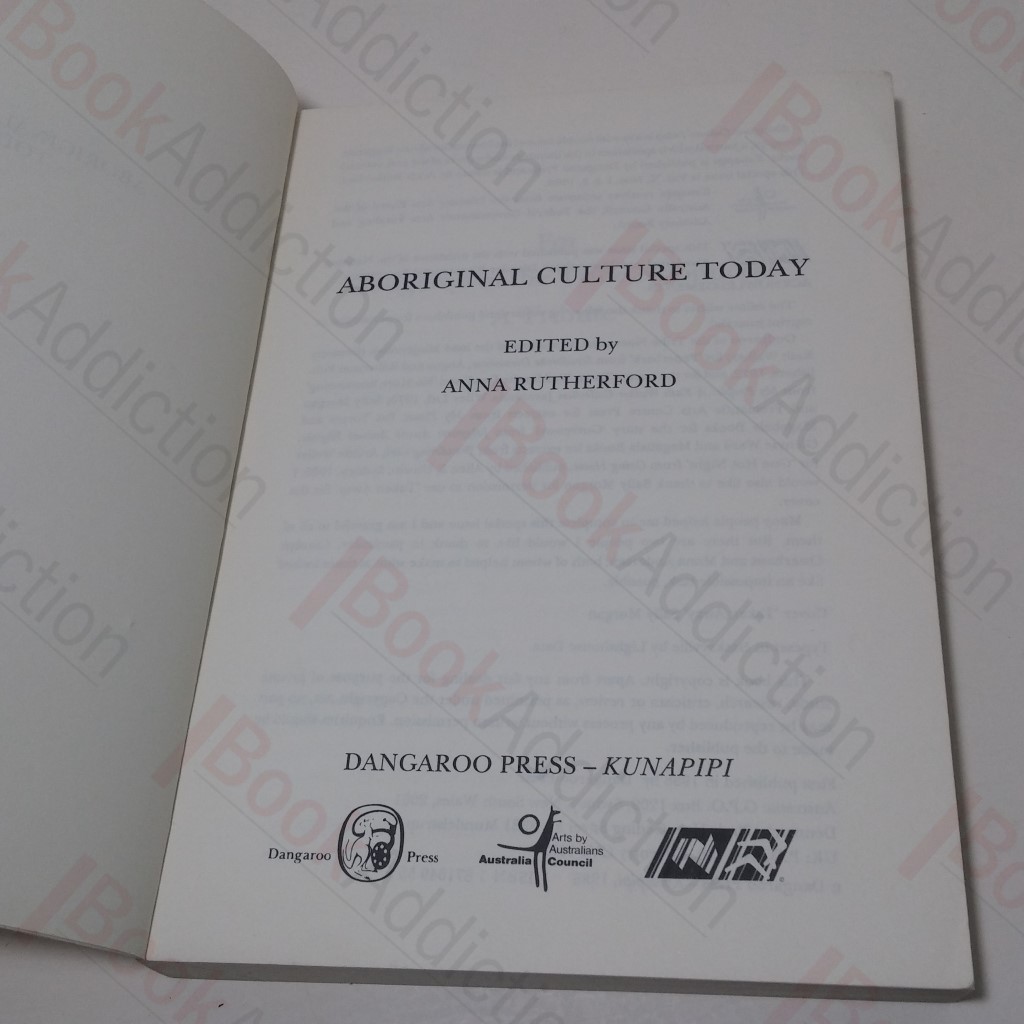 ABORIGINAL CULTURE TODAY
EDITED by
ANNA RUTHERFORD
DANGAROO PRESS – KUNAPIPI
Dangaroo Press
Arts by
Australians
Australia Council
BookAddiction